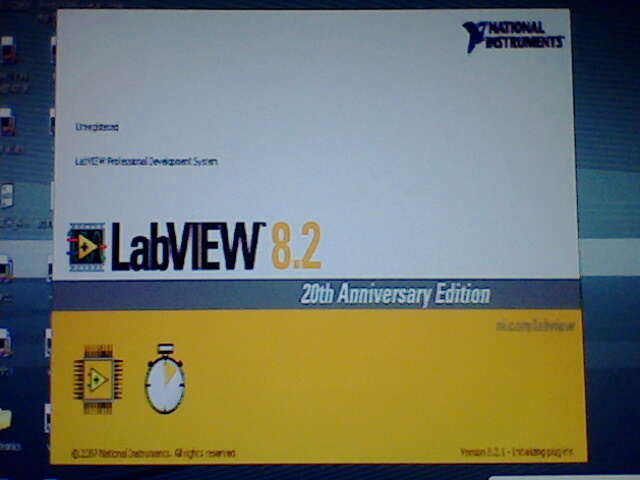 NATIONAL
INSTRUMENTS
Unregistered
LabVIEW Professional Development System
LabVIEW™ 8.2
20th Anniversary Edition
ni.com/labview
© 2007 National Instruments. All rights reserved.
Version 8.2.1 - Initializing plugins